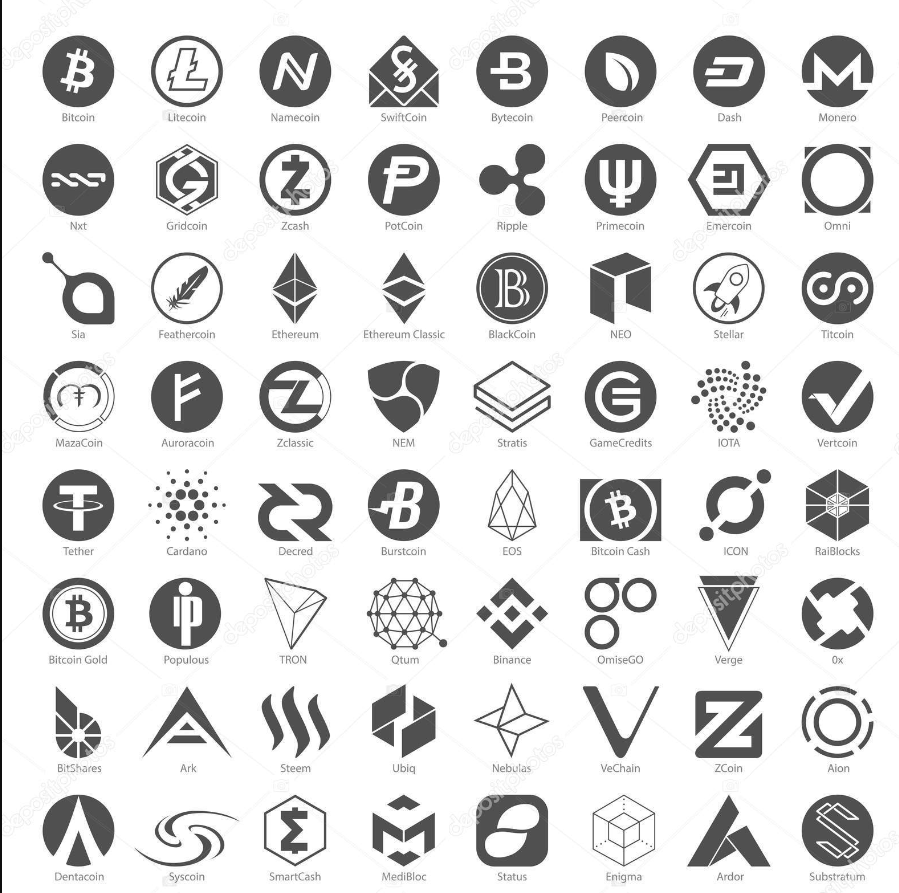 Bitcoin Litecoin Namecoin SwiftCoin Bytecoin Peercoin Dash Monero
Nxt Gridcoin Zcash PotCoin Ripple Primecoin Emercoin Omni
Sia Feathercoin Ethereum Ethereum Classic BlackCoin NEO Stellar Titcoin
MazaCoin Auroracoin Zclassic NEM Stratis GameCredits IOTA Vertcoin
Tether Cardano Decred Burstcoin EOS Bitcoin Cash ICON RaiBlocks
Bitcoin Gold Populous TRON Qtum Binance OmiseGO Verge 0x
BitShares Ark Steem Ubiq Nebulas VeChain ZCoin Aion
Dentacoin Syscoin SmartCash MediBloc Status Enigma Ardor Substratum